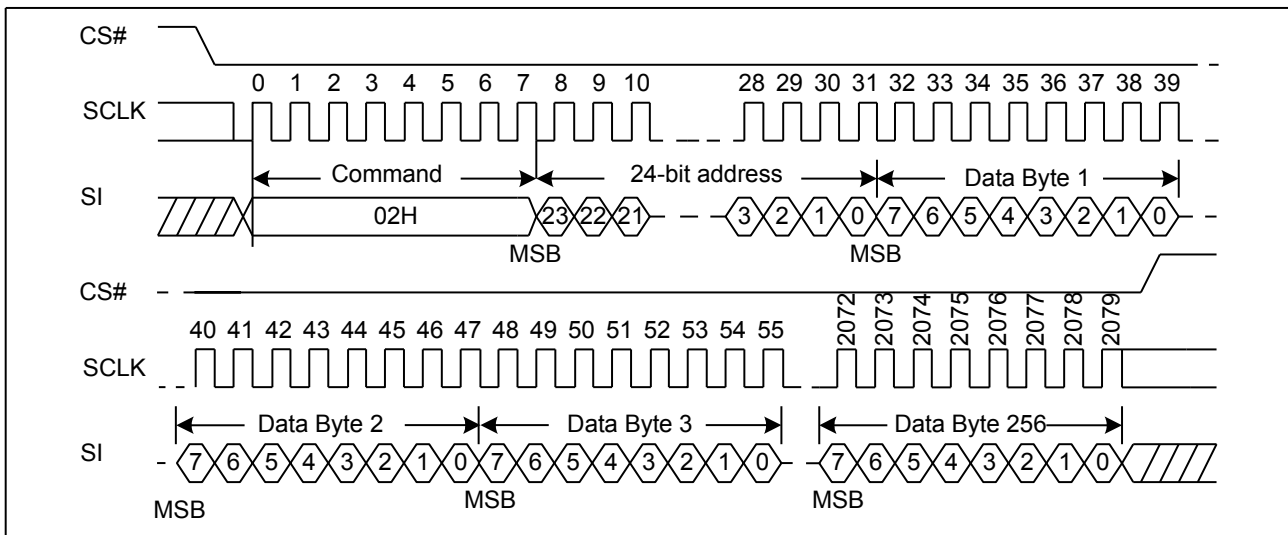 CS#
0 1 2 3 4 5 6 7 8 9 10 28 29 30 31 32 33 34 35 36 37 38 39
SCLK
Command 24-bit address Data Byte 1
SI
02H 23 22 21 3 2 1 0 7 6 5 4 3 2 1 0
MSB MSB
CS#
40 41 42 43 44 45 46 47 48 49 50 51 52 53 54 55 2072 2073 2074 2075 2076 2077 2078 2079
SCLK
Data Byte 2 Data Byte 3 Data Byte 256
SI
7 6 5 4 3 2 1 0 7 6 5 4 3 2 1 0 7 6 5 4 3 2 1 0
MSB MSB MSB